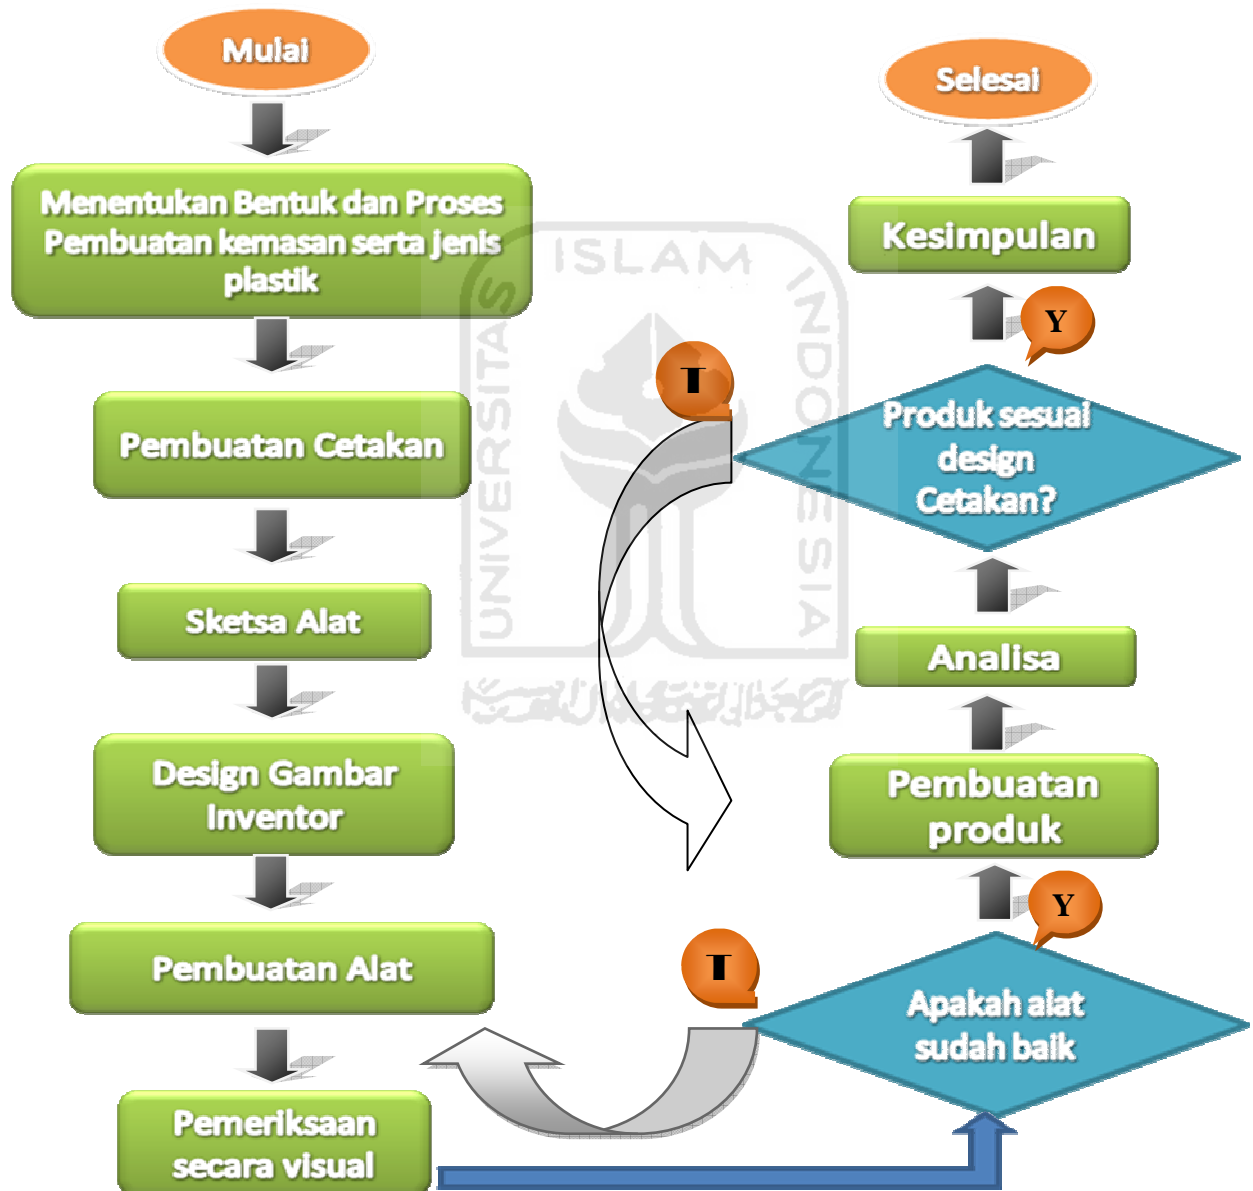 Mulai
Menentukan Bentuk dan Proses
Pembuatan kemasan serta jenis
plastik
Pembuatan Cetakan
Sketsa Alat
Design Gambar
Inventor
Pembuatan Alat
Pemeriksaan
secara visual
Apakah alat
sudah baik
T
Y
Pembuatan
produk
Analisa
Produk sesuai
design
Cetakan?
T
Y
Kesimpulan
Selesai
UNIVERSITAS
ISLAM
INDONESIA